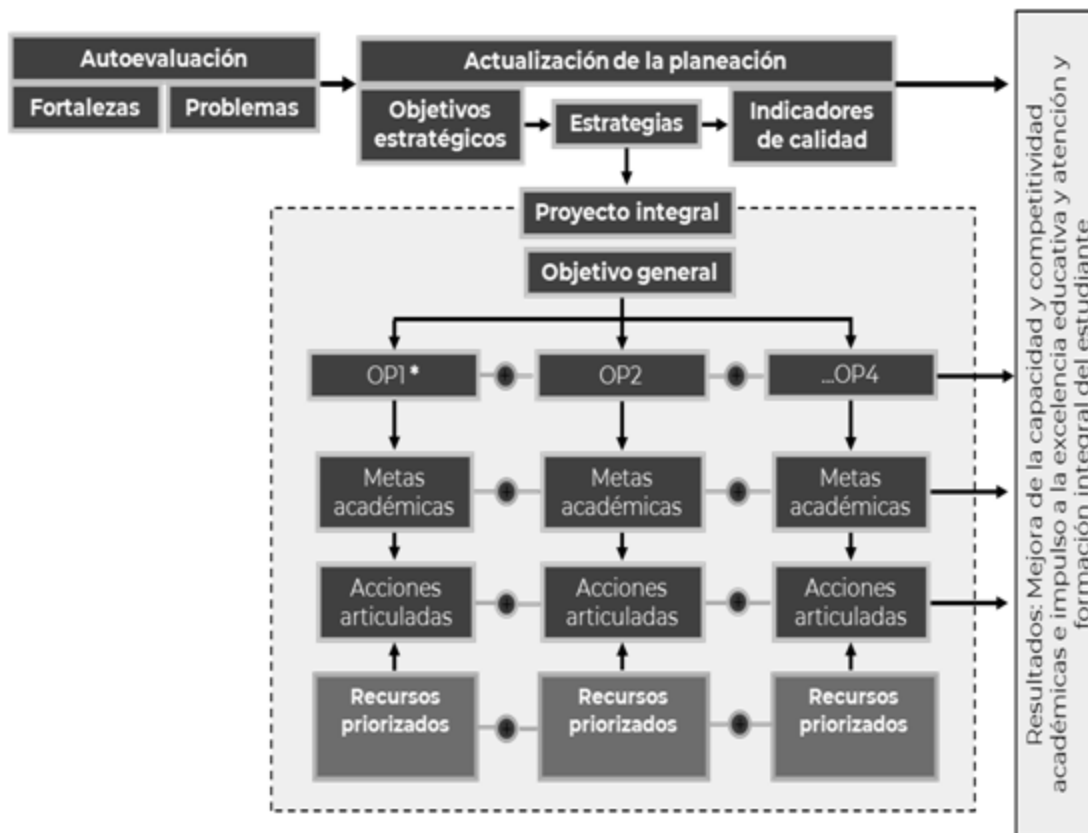 Autoevaluación
Fortalezas
Problemas
Actualización de la planeación
Objetivos
estratégicos
Estrategias
Indicadores
de calidad
Proyecto integral
Objetivo general
OP1 *
OP2
...OP4
Metas
académicas
Metas
académicas
Metas
académicas
Acciones
articuladas
Acciones
articuladas
Acciones
articuladas
Recursos
priorizados
Recursos
priorizados
Recursos
priorizados
Resultados: Mejora de la capacidad y competitividad
académicas e impulso a la excelencia educativa y atención y
formación integral del estudiante